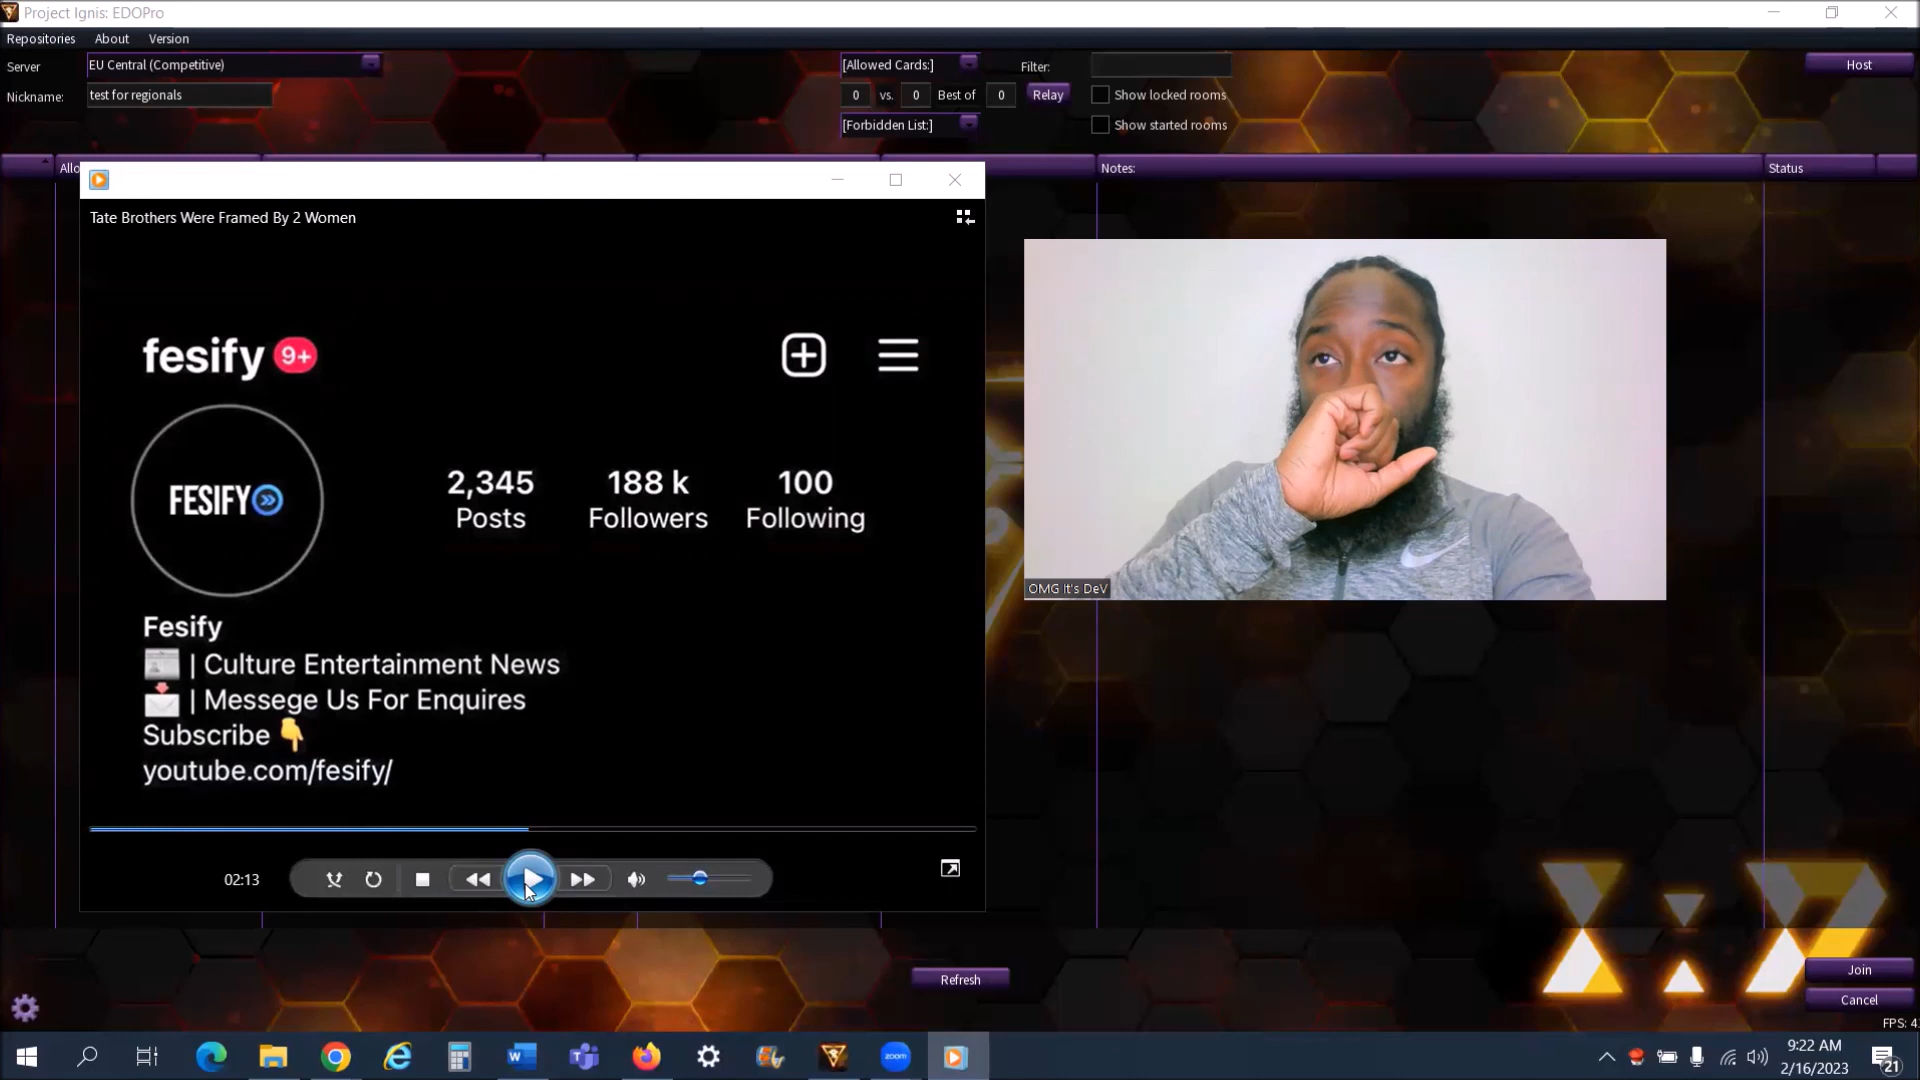 Project Ignis: EDOPro
Repositories About Version
Server EU Central (Competitive) [Allowed Cards:] Filter: Host
Nickname: test for regionals 0 vs. 0 Best of 0 Relay Show locked rooms
[Forbidden List:] Show started rooms
Allo Notes: Status
Tate Brothers Were Framed By 2 Women
fesify 9+
FESIFY
2,345 188 k 100
Posts Followers Following
OMG It's DeV
Fesify
| Culture Entertainment News
| Messege Us For Enquires
Subscribe
youtube.com/fesify/
02:13
Refresh
Join
Cancel
FPS: 4
zoom
9:22 AM
2/16/2023
21